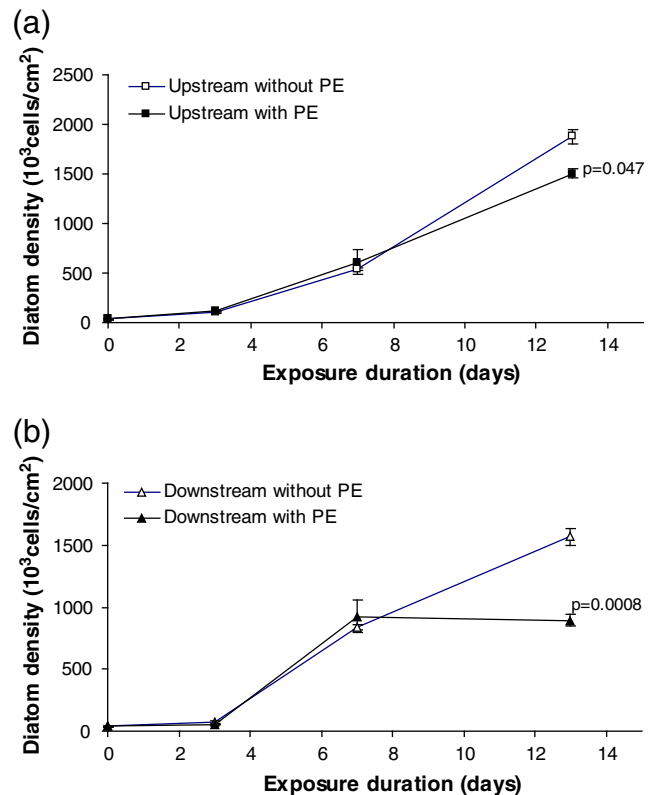 (a)
2500
2000
1500
1000
500
0
Diatom density (10³cells/cm²)
Upstream without PE
Upstream with PE
p=0.047
0 2 4 6 8 10 12 14
Exposure duration (days)
(b)
2000
1500
1000
500
0
Diatom density (10³cells/cm²)
Downstream without PE
Downstream with PE
p=0.0008
0 2 4 6 8 10 12 14
Exposure duration (days)